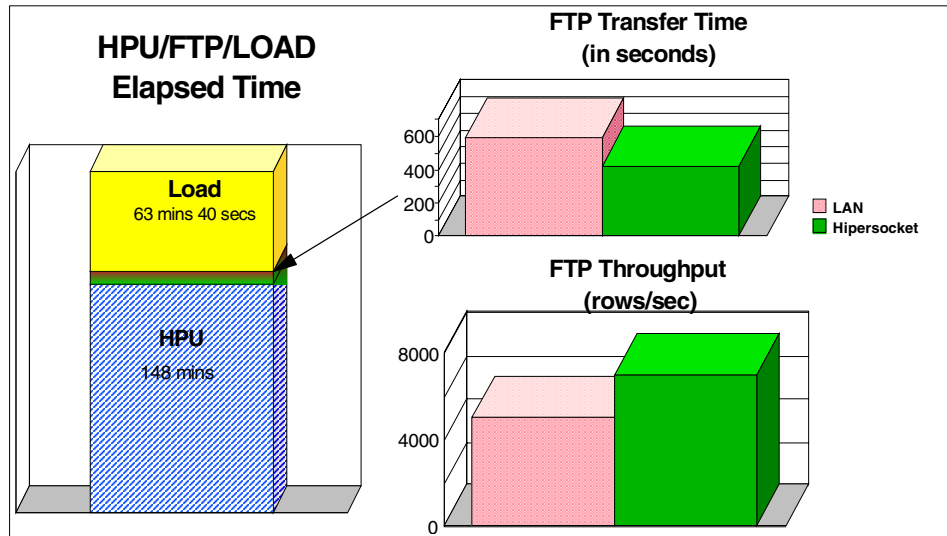 HPU/FTP/LOAD
Elapsed Time
Load
63 mins 40 secs
HPU
148 mins
FTP Transfer Time
(in seconds)
600
400
200
0
LAN
Hipersocket
FTP Throughput
(rows/sec)
8000
4000
0